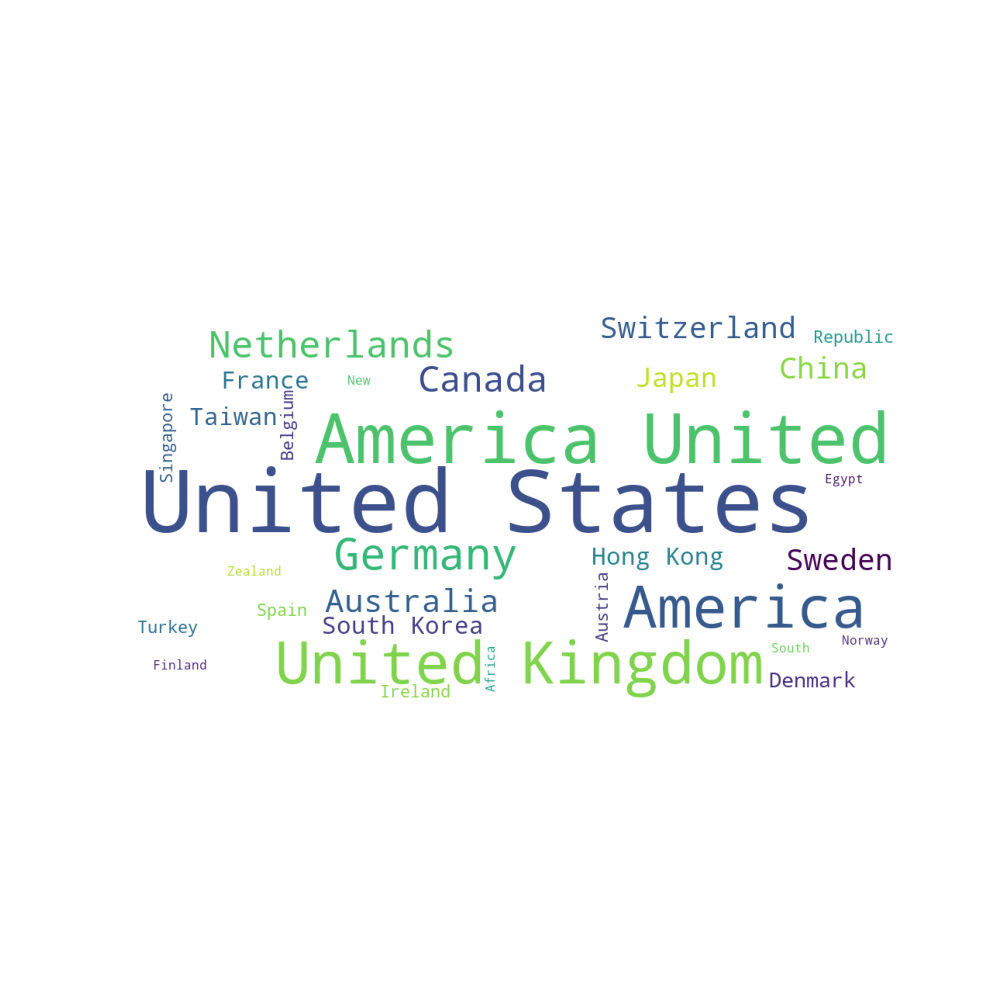 Switzerland
Netherlands
Republic
China
France
New
Canada
Japan
Singapore
Taiwan
Belgium
America United
United States
Egypt
Germany
Hong Kong
Sweden
Zealand
Austria
Spain
Australia
America
Turkey
South Korea
Norway
South
Finland
United Kingdom
Africa
Ireland
Denmark